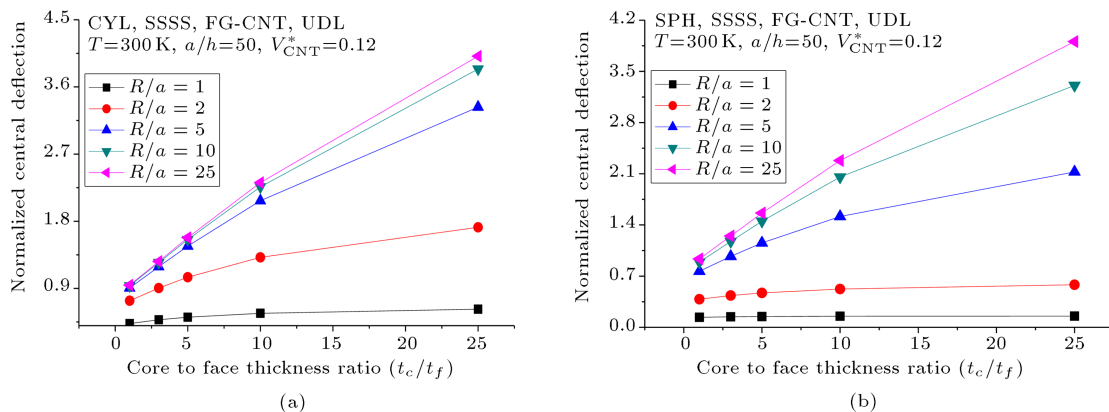 CYL, SSSS, FG-CNT, UDL
T=300 K, a/h=50, V*CNT=0.12
R/a = 1
R/a = 2
R/a = 5
R/a = 10
R/a = 25
Normalized central deflection
4.5
3.6
2.7
1.8
0.9
0 5 10 15 20 25
Core to face thickness ratio (tc/tf)
(a)
SPH, SSSS, FG-CNT, UDL
T=300 K, a/h=50, V*CNT=0.12
R/a = 1
R/a = 2
R/a = 5
R/a = 10
R/a = 25
Normalized central deflection
4.2
3.5
2.8
2.1
1.4
0.7
0.0
0 5 10 15 20 25
Core to face thickness ratio (tc/tf)
(b)